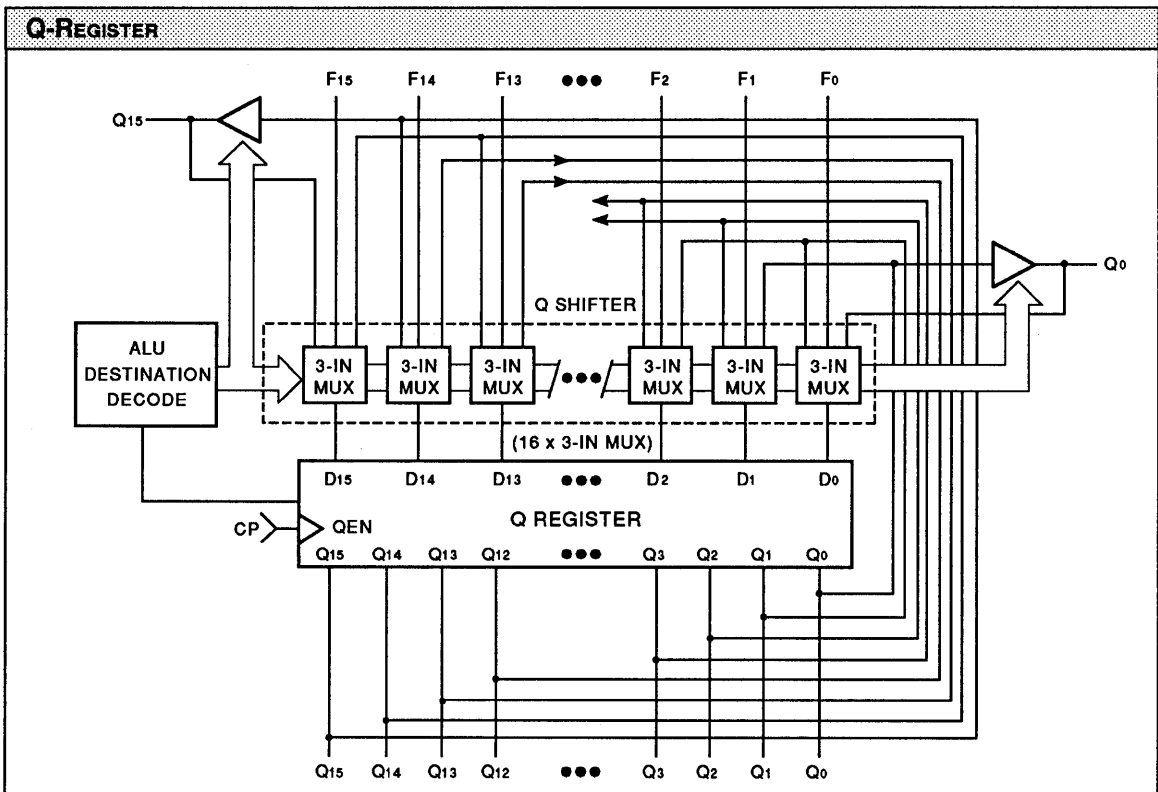 Q-REGISTER
F15 F14 F13 ●●● F2 F1 F0
Q15
Q0
Q SHIFTER
ALU
DESTINATION
DECODE
3-IN
MUX
3-IN
MUX
3-IN
MUX
●●●
3-IN
MUX
3-IN
MUX
3-IN
MUX
(16 x 3-IN MUX)
D15 D14 D13 ●●● D2 D1 D0
Q REGISTER
CP
QEN
Q15 Q14 Q13 Q12 ●●● Q3 Q2 Q1 Q0
Q15 Q14 Q13 Q12 ●●● Q3 Q2 Q1 Q0